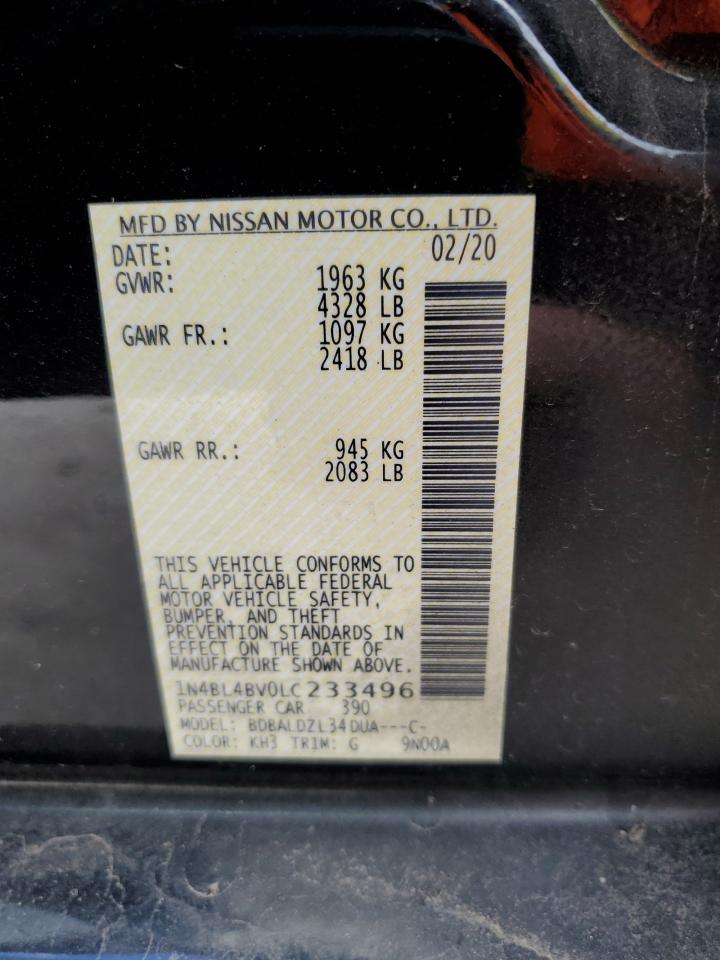 MFD BY NISSAN MOTOR CO., LTD.
DATE: 02/20
GVWR: 1963 KG
4328 LB
GAWR FR.: 1097 KG
2418 LB
GAWR RR.: 945 KG
2083 LB
THIS VEHICLE CONFORMS TO
ALL APPLICABLE FEDERAL
MOTOR VEHICLE SAFETY,
BUMPER, AND THEFT
PREVENTION STANDARDS IN
EFFECT ON THE DATE OF
MANUFACTURE SHOWN ABOVE.
1N4BL4BV0LC233496
PASSENGER CAR 390
MODEL: BDBALDZL34DUA---C-
COLOR: KH3 TRIM: G 9N00A